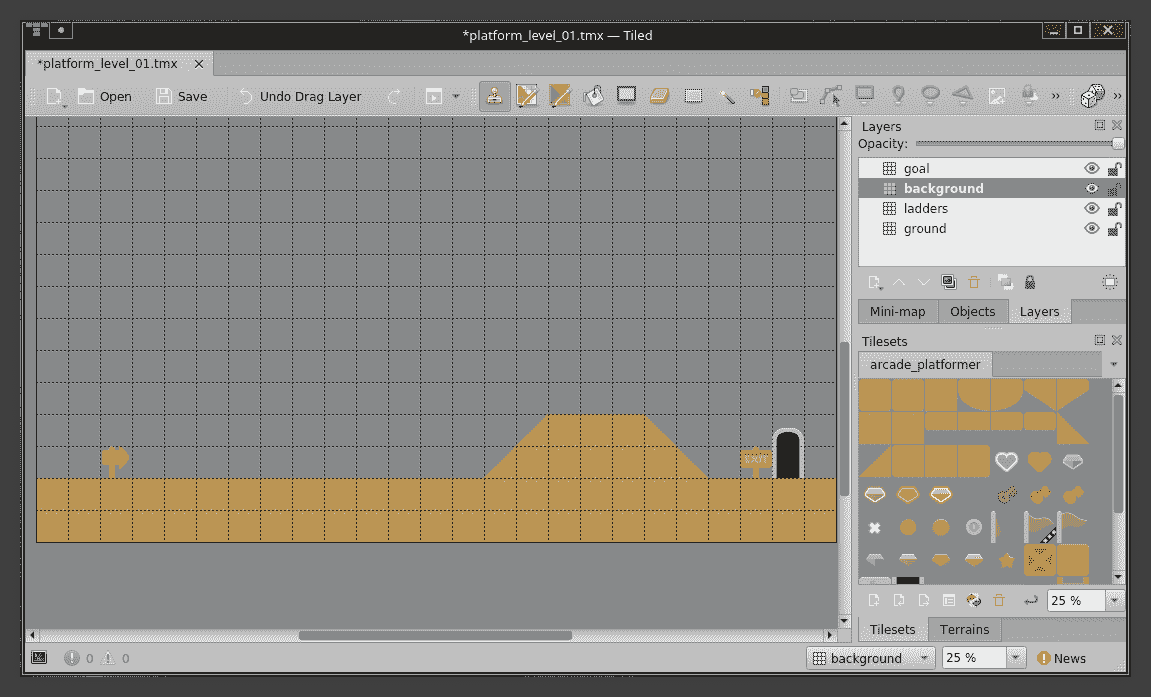 *platform_level_01.tmx — Tiled
*platform_level_01.tmx
Open Save Undo Drag Layer
Layers
Opacity:
goal
background
ladders
ground
Mini-map Objects Layers
Tilesets
arcade_platformer
EXIT
25 %
Tilesets Terrains
0 0 background 25 % News